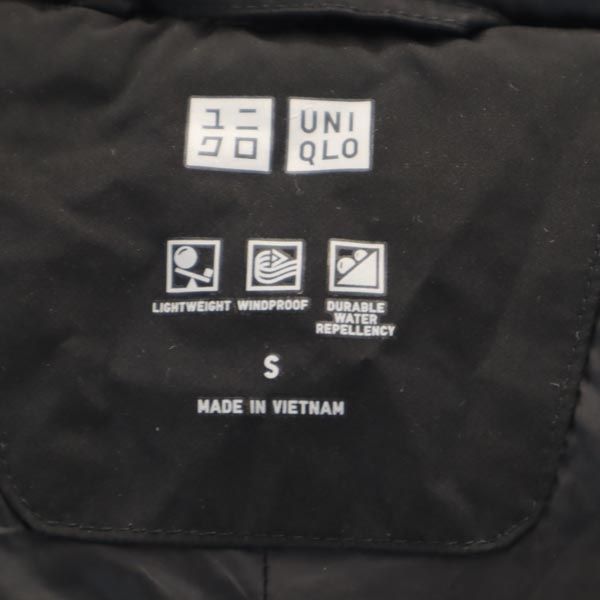 ユニ
クロ
UNI
QLO
LIGHTWEIGHT
WINDPROOF
DURABLE
WATER
REPELLENCY
S
MADE IN VIETNAM